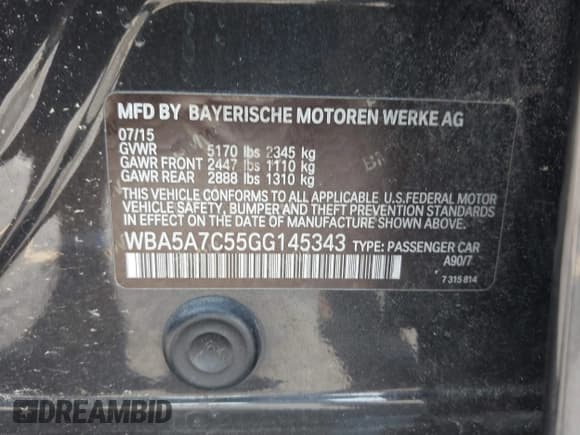 MFD BY BAYERISCHE MOTOREN WERKE AG
07/15
GVWR 5170 lbs 2345 kg
GAWR FRONT 2447 lbs 1110 kg
GAWR REAR 2888 lbs 1310 kg
THIS VEHICLE CONFORMS TO ALL APPLICABLE U.S.FEDERAL MOTOR
VEHICLE SAFETY, BUMPER AND THEFT PREVENTION STANDARDS
IN EFFECT ON THE DATE OF MANUFACTURE SHOWN ABOVE.
WBA5A7C55GG145343 TYPE: PASSENGER CAR
A90/7
7 315 814
DREAMBID